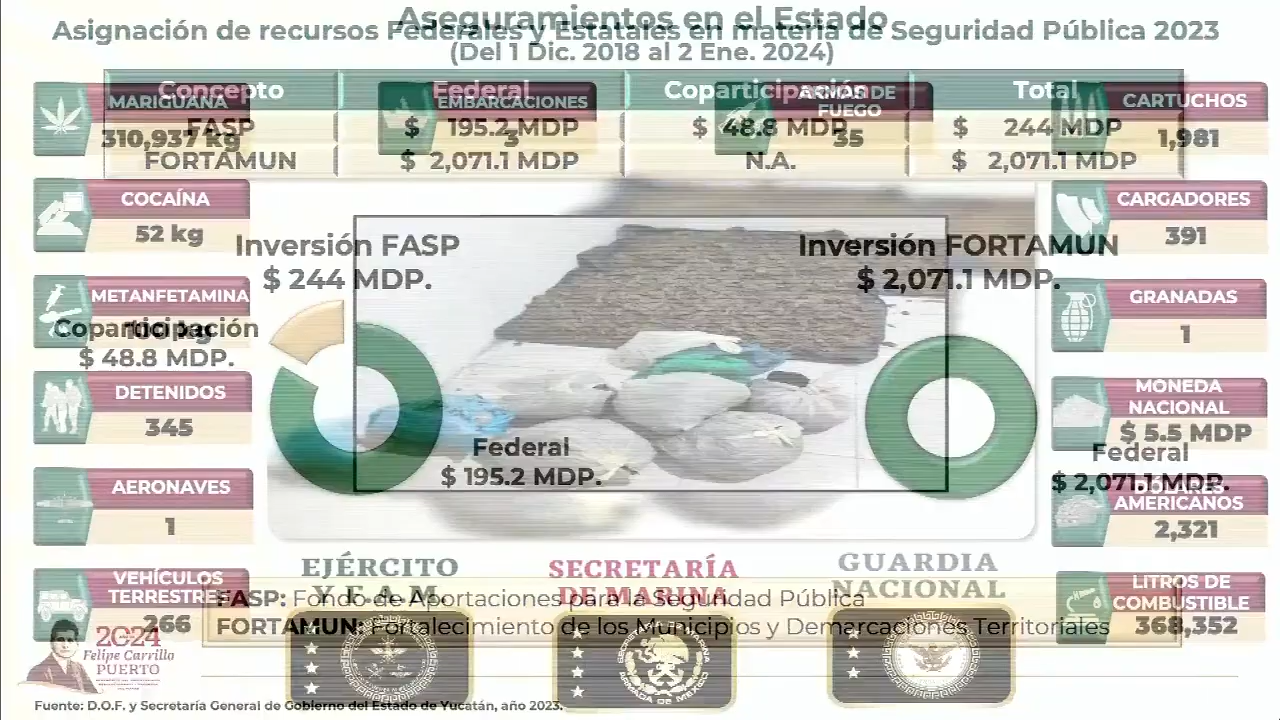 Aseguramientos en el Estado
Asignación de recursos Federales y Estatales en materia de Seguridad Pública 2023
(Del 1 Dic. 2018 al 2 Ene. 2024)
Concepto Federal Coparticipación Total
FASP $ 195.2 MDP $ 48.8 MDP $ 244 MDP
FORTAMUN $ 2,071.1 MDP N.A. $ 2,071.1 MDP
MARIGUANA
310,937 kg
EMBARCACIONES
3
ARMAS DE
FUEGO
35
CARTUCHOS
1,981
COCAÍNA
52 kg
CARGADORES
391
Inversión FASP
$ 244 MDP.
Inversión FORTAMUN
$ 2,071.1 MDP.
METANFETAMINA
kg
GRANADAS
1
Coparticipación
$ 48.8 MDP.
DETENIDOS
345
MONEDA
NACIONAL
$ 5.5 MDP
Federal
$ 195.2 MDP.
Federal
$ 2,071.1 MDP.
AERONAVES
1
AMERICANOS
2,321
EJÉRCITO
Y F.A.M.
SECRETARÍA
DE MARINA
GUARDIA
NACIONAL
VEHÍCULOS
TERRESTRES
266
LITROS DE
COMBUSTIBLE
368,352
FASP: Fondo de Aportaciones para la Seguridad Pública
FORTAMUN: Fortalecimiento de los Municipios y Demarcaciones Territoriales
2024
Felipe Carrillo
PUERTO
Fuente: D.O.F. y Secretaría General de Gobierno del Estado de Yucatán, año 2023.